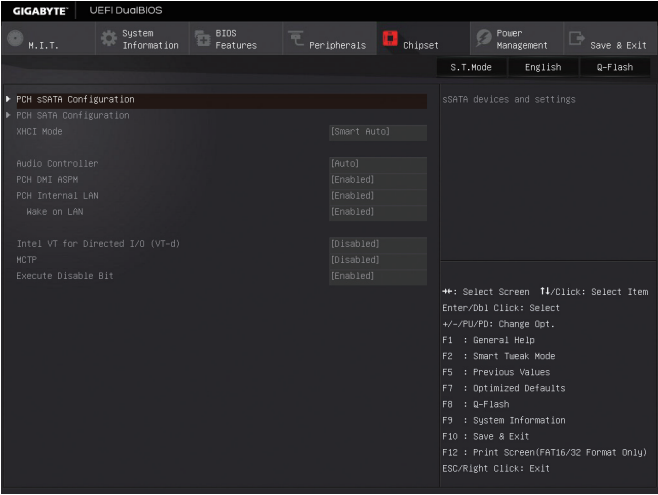 GIGABYTE™ UEFI DualBIOS
M.I.T.
System Information
BIOS Features
Peripherals
Chipset
Power Management
Save & Exit
S.T.Mode English Q-Flash
PCH sSATA Configuration
PCH SATA Configuration
XHCI Mode [Smart Auto]
Audio Controller [Auto]
PCH DMI ASPM [Enabled]
PCH Internal LAN [Enabled]
Wake on LAN [Enabled]
Intel VT for Directed I/O (VT-d) [Disabled]
MCTP [Disabled]
Execute Disable Bit [Enabled]
sSATA devices and settings
→←: Select Screen ↑↓/Click: Select Item
Enter/Dbl Click: Select
+/-/PU/PD: Change Opt.
F1 : General Help
F2 : Smart Tweak Mode
F5 : Previous Values
F7 : Optimized Defaults
F8 : Q-Flash
F9 : System Information
F10 : Save & Exit
F12 : Print Screen(FAT16/32 Format Only)
ESC/Right Click: Exit